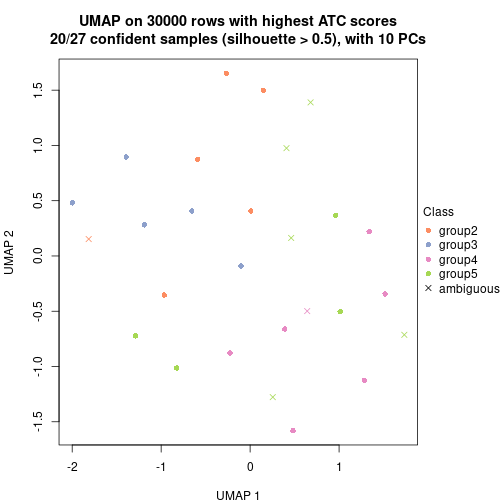 UMAP on 30000 rows with highest ATC scores
20/27 confident samples (silhouette > 0.5), with 10 PCs
1.5
1.0
0.5
0.0
-0.5
-1.0
-1.5
UMAP 2
-2
-1
0
1
UMAP 1
Class
group2
group3
group4
group5
ambiguous